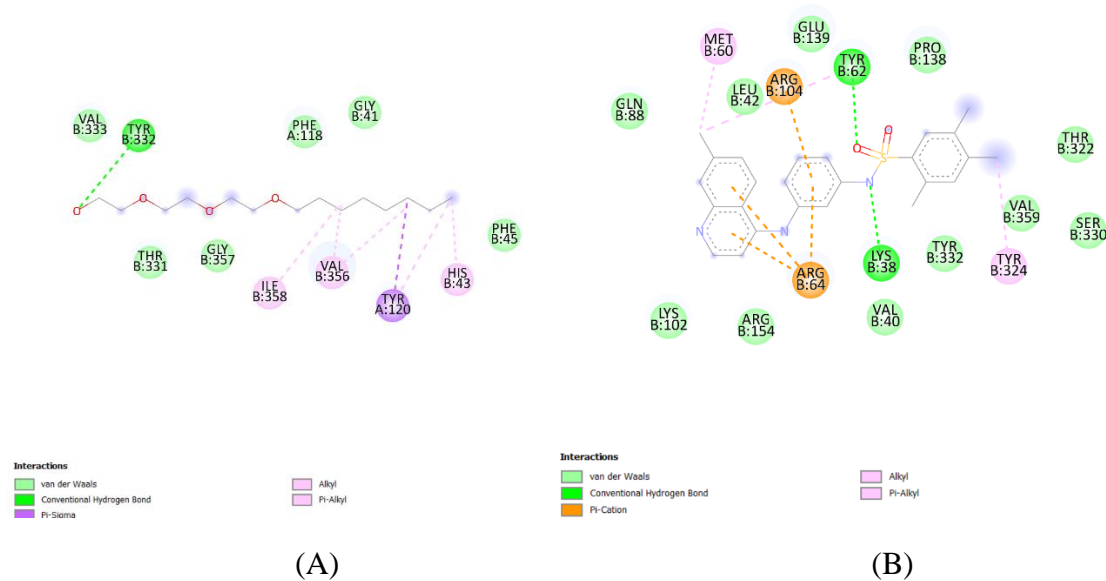 VAL
B:333
TYR
B:332
PHE
A:118
GLY
B:41
O
O
O
O
THR
B:331
GLY
B:357
ILE
B:358
VAL
B:356
TYR
A:120
HIS
B:43
PHE
B:45
Interactions
van der Waals
Conventional Hydrogen Bond
Pi-Sigma
Alkyl
Pi-Alkyl
(A)
MET
B:60
GLU
B:139
TYR
B:62
PRO
B:138
GLN
B:88
LEU
B:42
ARG
B:104
O
O
S
N
N
N
THR
B:322
VAL
B:359
SER
B:330
TYR
B:324
TYR
B:332
LYS
B:38
ARG
B:64
VAL
B:40
LYS
B:102
ARG
B:154
Interactions
van der Waals
Conventional Hydrogen Bond
Pi-Cation
Alkyl
Pi-Alkyl
(B)